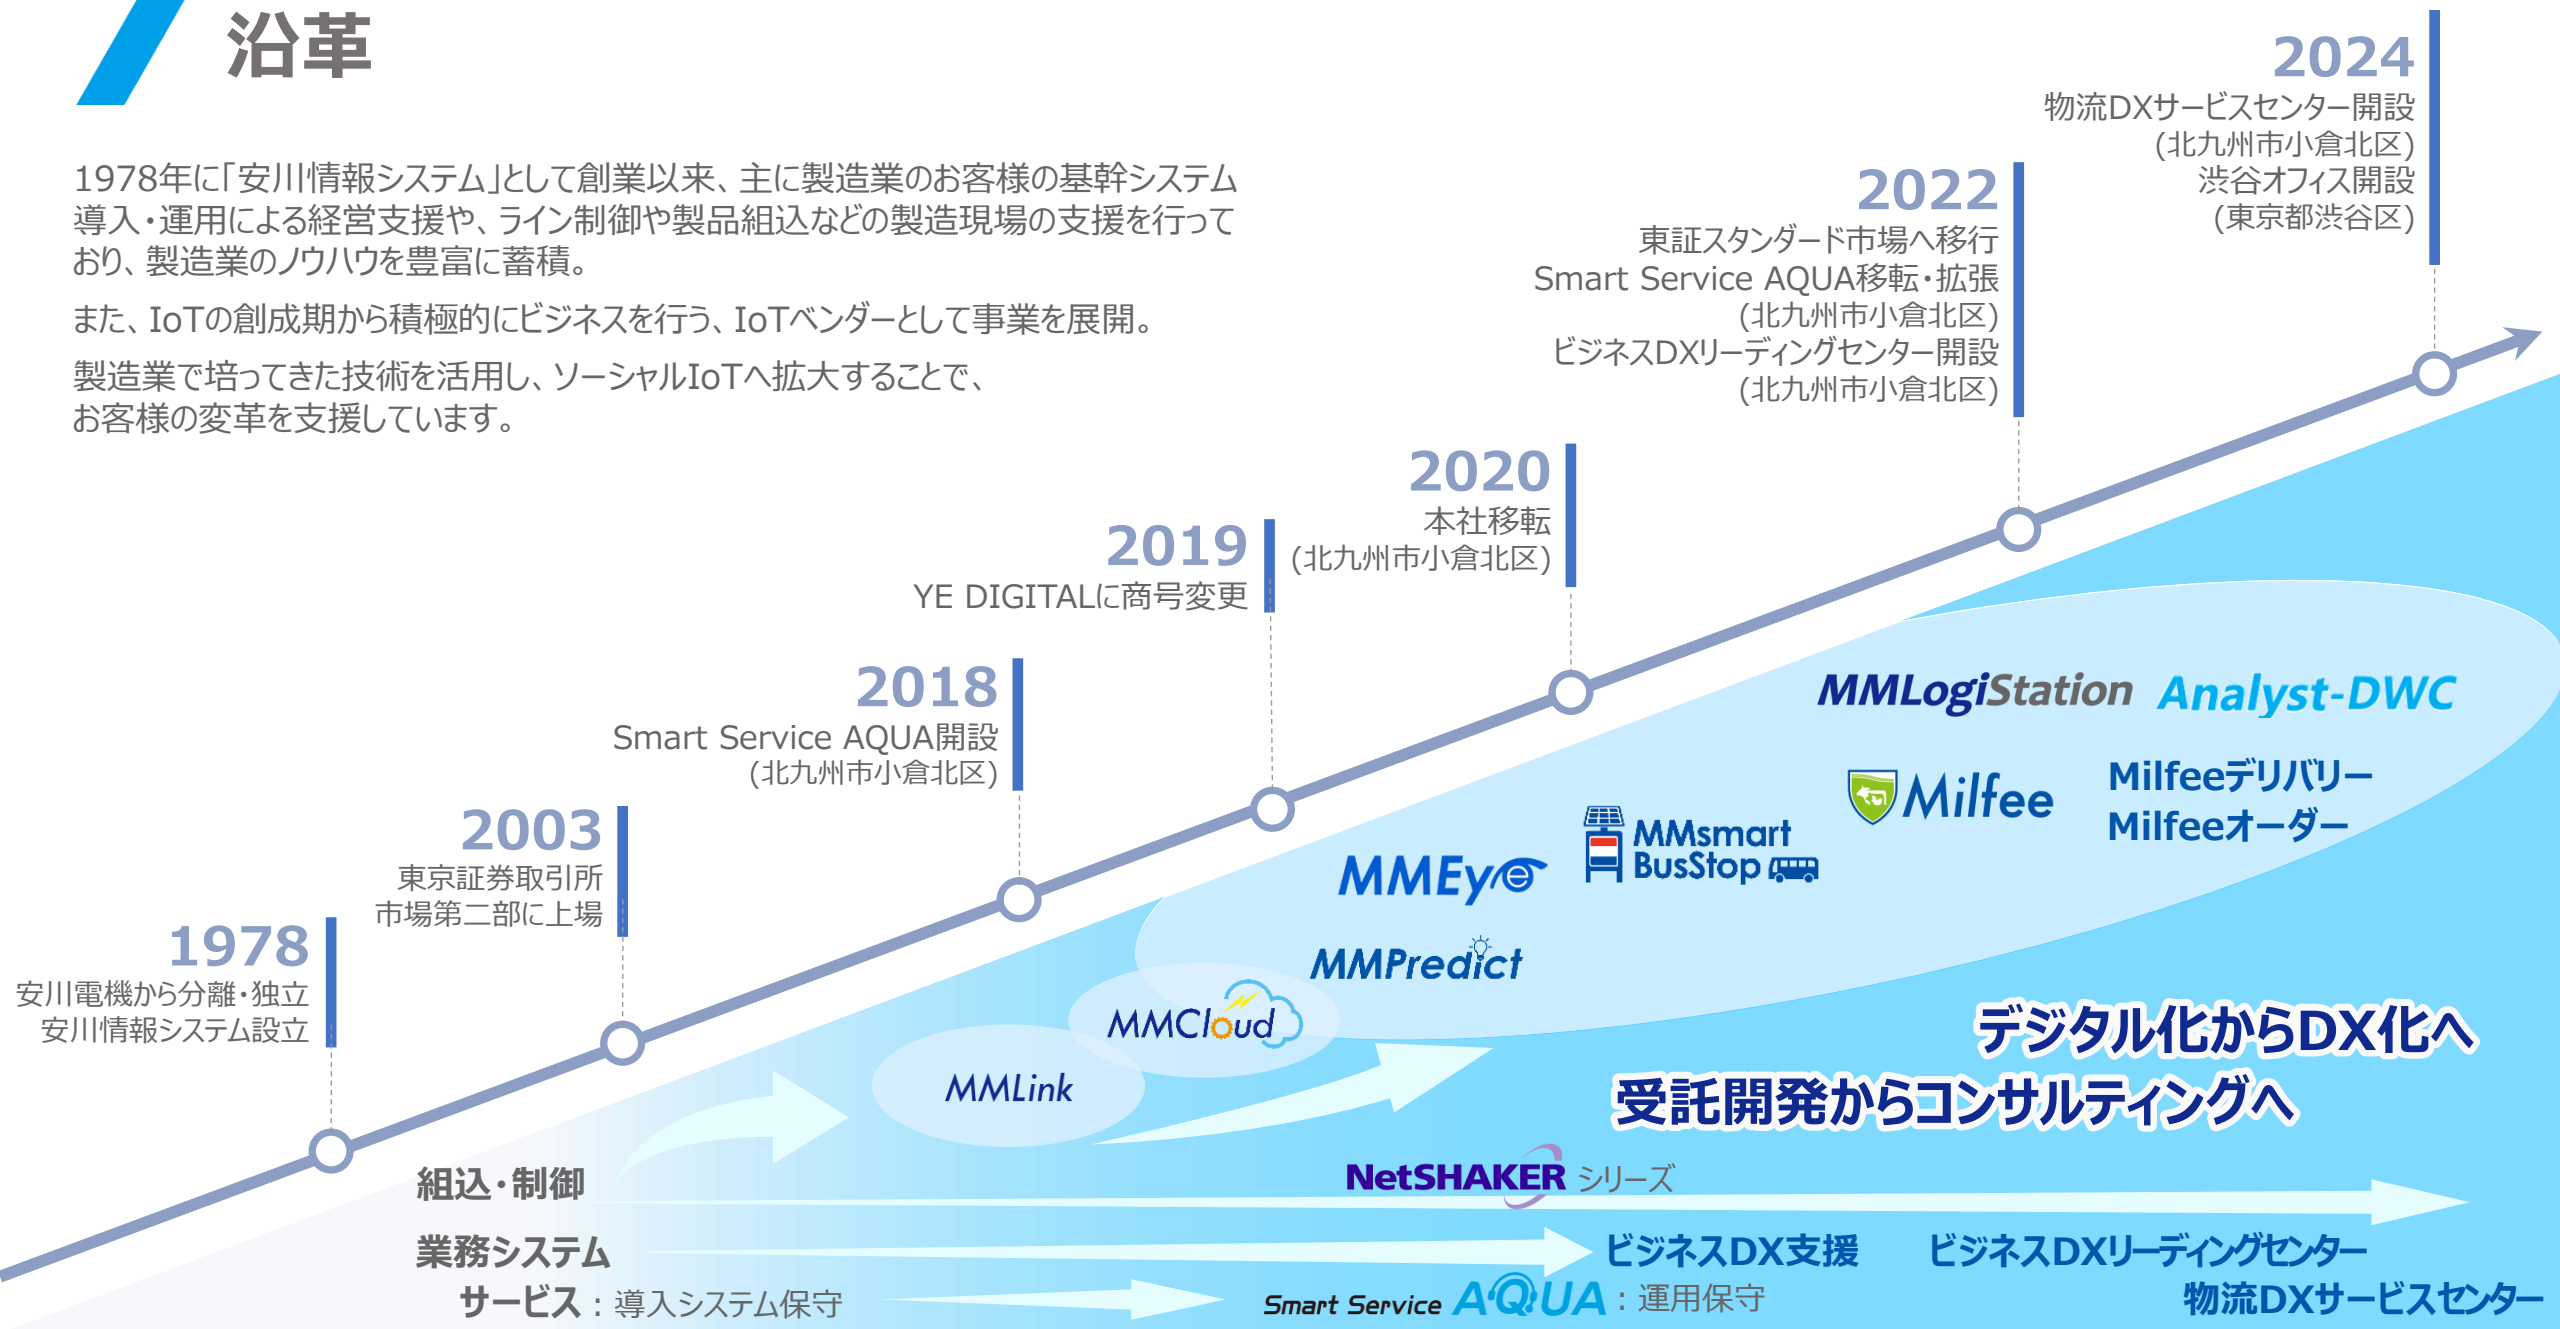 沿革
1978年に「安川情報システム」として創業以来、主に製造業のお客様の基幹システム
導入・運用による経営支援や、ライン制御や製品組込などの製造現場の支援を行って
おり、製造業のノウハウを豊富に蓄積。
また、IoTの創成期から積極的にビジネスを行う、IoTベンダーとして事業を展開。
製造業で培ってきた技術を活用し、ソーシャルIoTへ拡大することで、
お客様の変革を支援しています。
1978
安川電機から分離・独立
安川情報システム設立
2003
東京証券取引所
市場第二部に上場
2018
Smart Service AQUA開設
(北九州市小倉北区)
2019
YE DIGITALに商号変更
2020
本社移転
(北九州市小倉北区)
2022
東証スタンダード市場へ移行
Smart Service AQUA移転・拡張
(北九州市小倉北区)
ビジネスDXリーディングセンター開設
(北九州市小倉北区)
2024
物流DXサービスセンター開設
(北九州市小倉北区)
渋谷オフィス開設
(東京都渋谷区)
MMLogiStation Analyst-DWC
Milfee
Milfeeデリバリー
Milfeeオーダー
MMsmart
BusStop
MMEye
MMPredict
MMCloud
MMLink
デジタル化からDX化へ
受託開発からコンサルティングへ
組込・制御
NetSHAKER シリーズ
業務システム
ビジネスDX支援 ビジネスDXリーディングセンター
サービス：導入システム保守
Smart Service AQUA：運用保守
物流DXサービスセンター